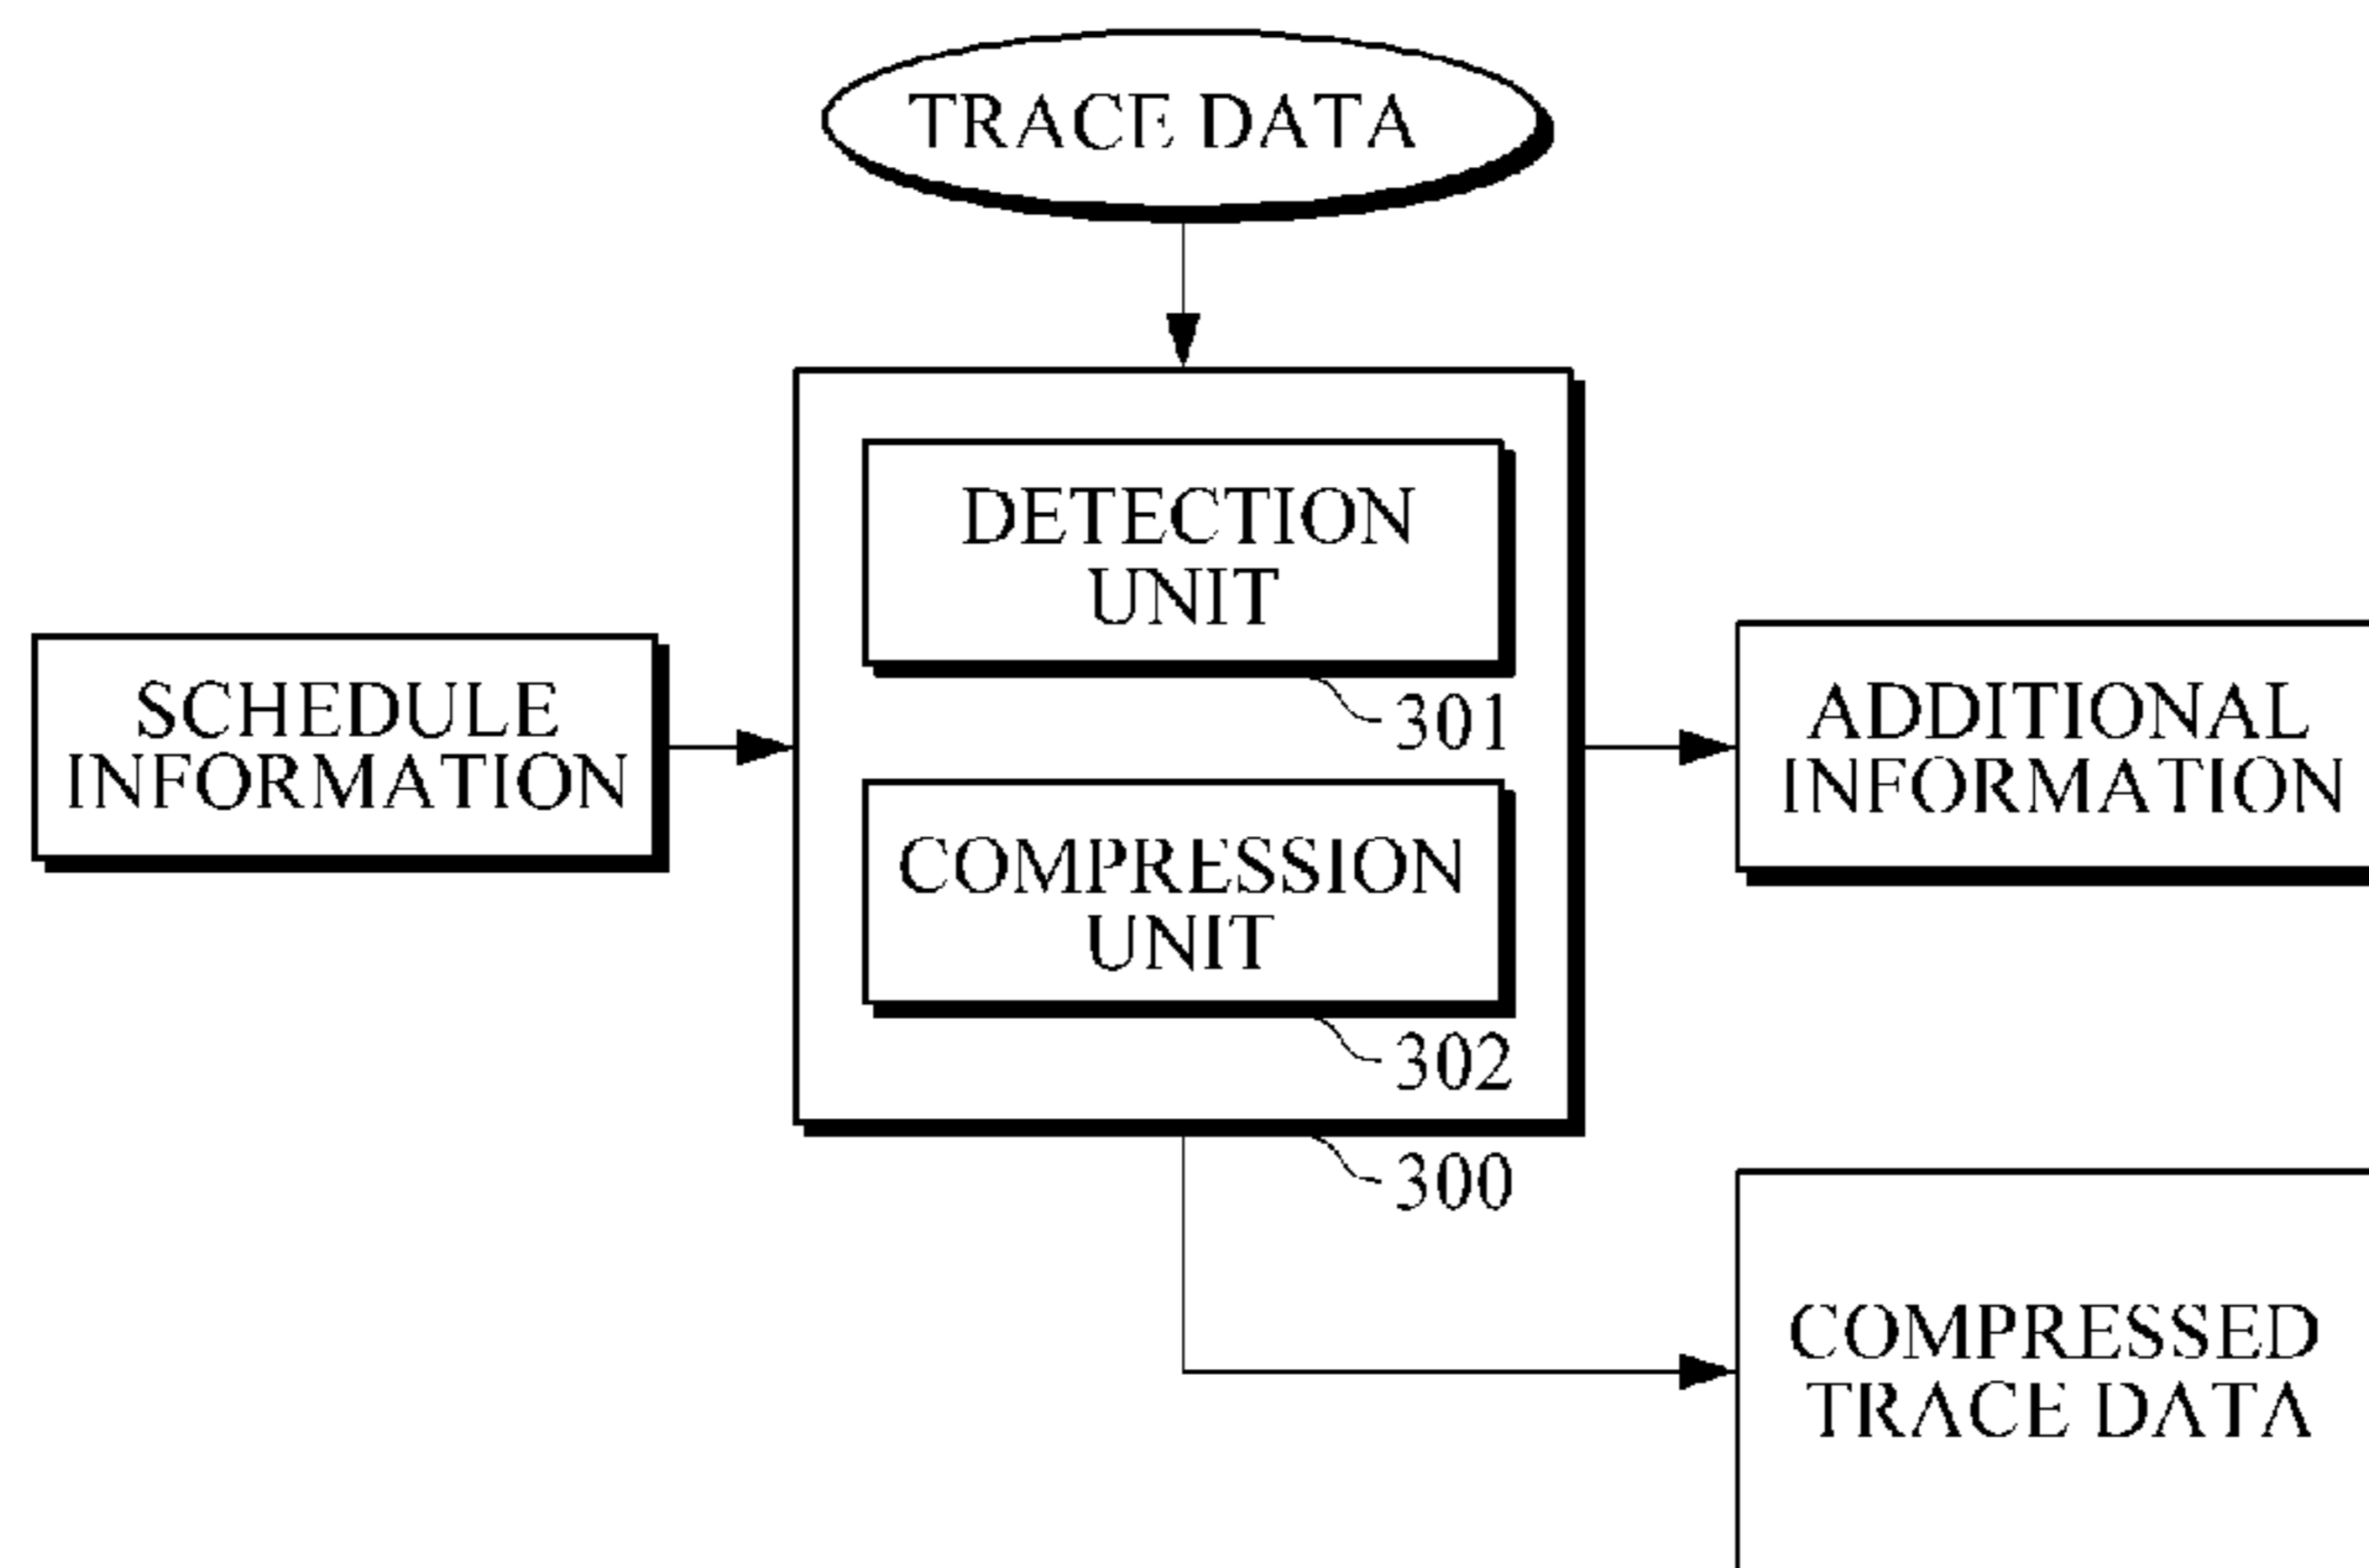 TRACE DATA
DETECTION
UNIT
301
SCHEDULE
INFORMATION
COMPRESSION
UNIT
302
300
ADDITIONAL
INFORMATION
COMPRESSED
TRACE DATA